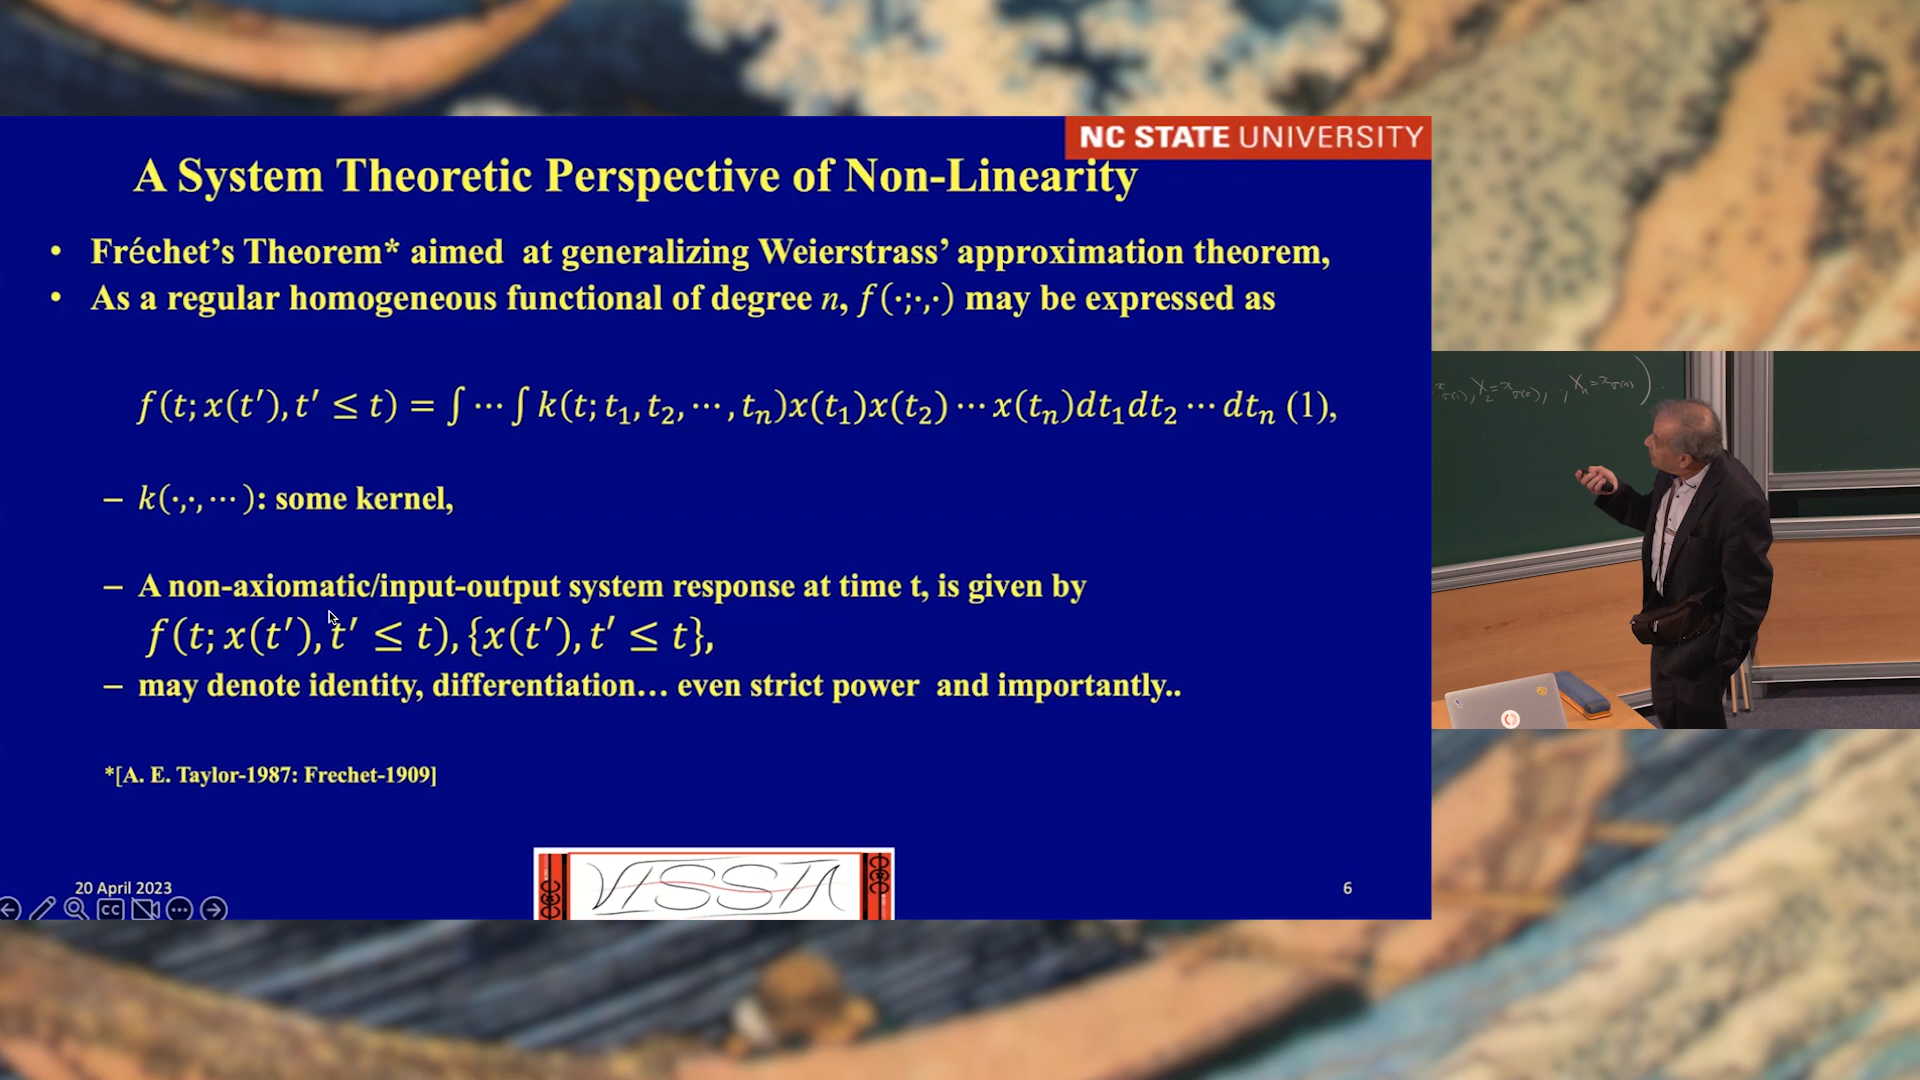 NC STATE UNIVERSITY
A System Theoretic Perspective of Non-Linearity
• Fréchet's Theorem* aimed at generalizing Weierstrass' approximation theorem,
• As a regular homogeneous functional of degree n, f(·;·,·) may be expressed as
f(t; x(t′), t′ ≤ t) = ∫ ⋯ ∫ k(t; t₁, t₂, ⋯, tₙ)x(t₁)x(t₂) ⋯ x(tₙ)dt₁dt₂ ⋯ dtₙ (1),
– k(·,·, ⋯ ): some kernel,
– A non-axiomatic/input-output system response at time t, is given by
f(t; x(t′), t′ ≤ t), {x(t′), t′ ≤ t},
– may denote identity, differentiation… even strict power and importantly..
*[A. E. Taylor-1987: Frechet-1909]
VISSTA
20 April 2023
6
CC